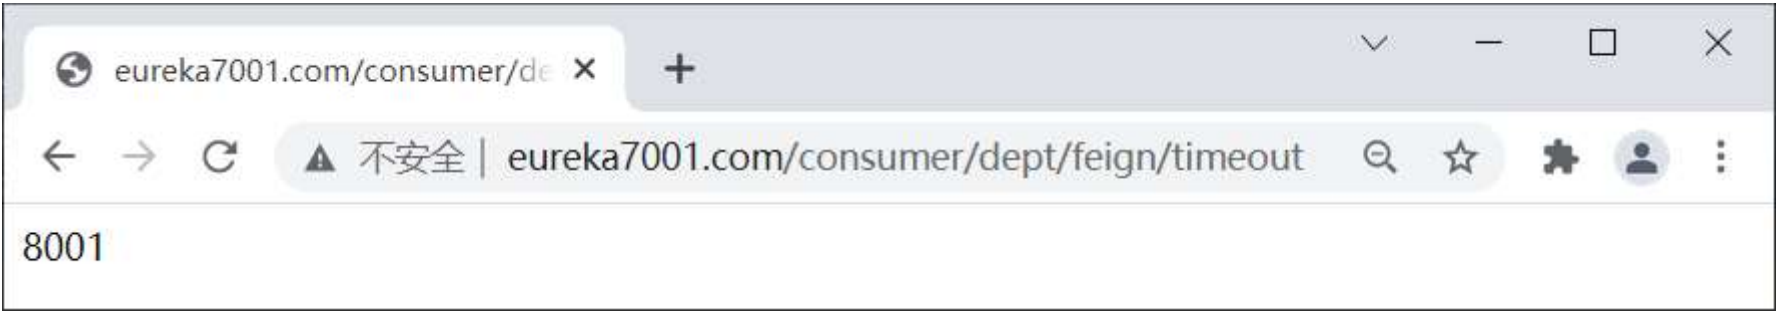 eureka7001.com/consumer/de
不安全 | eureka7001.com/consumer/dept/feign/timeout
8001